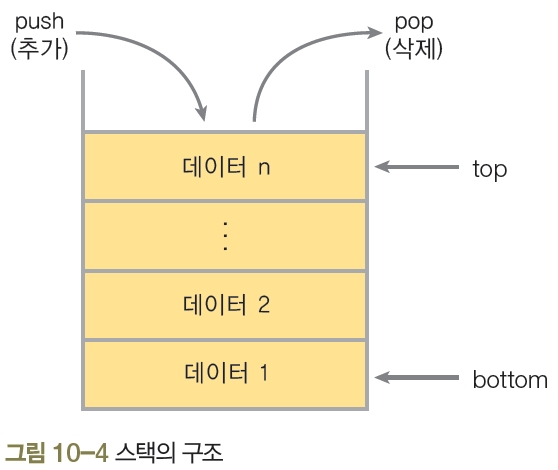 push
(추가)
pop
(삭제)
데이터 n
⋮
데이터 2
데이터 1
top
bottom
그림 10-4 스택의 구조